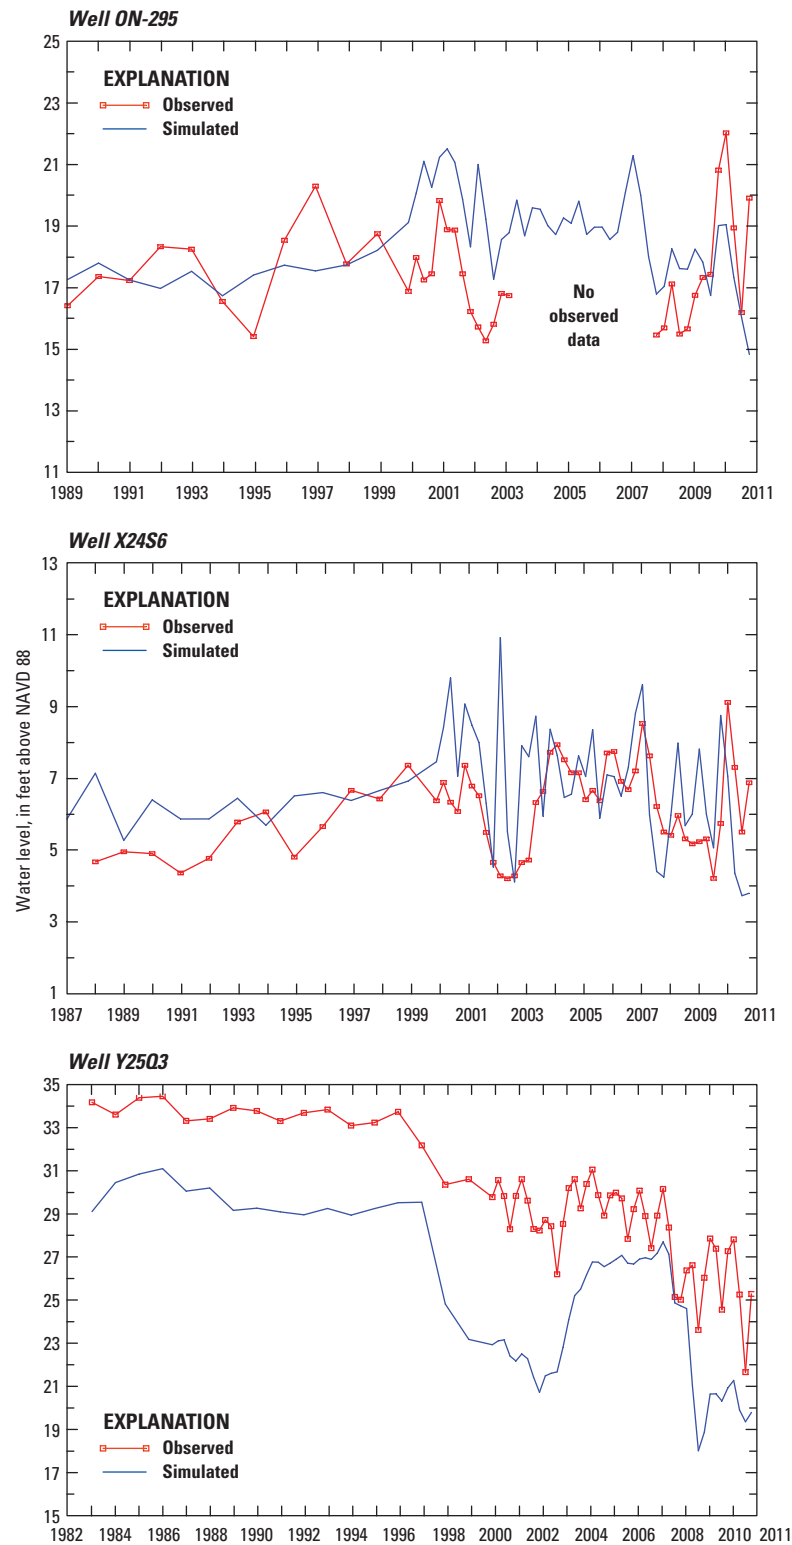 Well ON-295
25
23
21
19
17
15
13
11
EXPLANATION
Observed
Simulated
No
observed
data
1989 1991 1993 1995 1997 1999 2001 2003 2005 2007 2009 2011
Water level, in feet above NAVD 88
Well X24S6
13
11
9
7
5
3
1
EXPLANATION
Observed
Simulated
1987 1989 1991 1993 1995 1997 1999 2001 2003 2005 2007 2009 2011
Well Y25Q3
35
33
31
29
27
25
23
21
19
17
15
EXPLANATION
Observed
Simulated
1982 1984 1986 1988 1990 1992 1994 1996 1998 2000 2002 2004 2006 2008 2010 2011